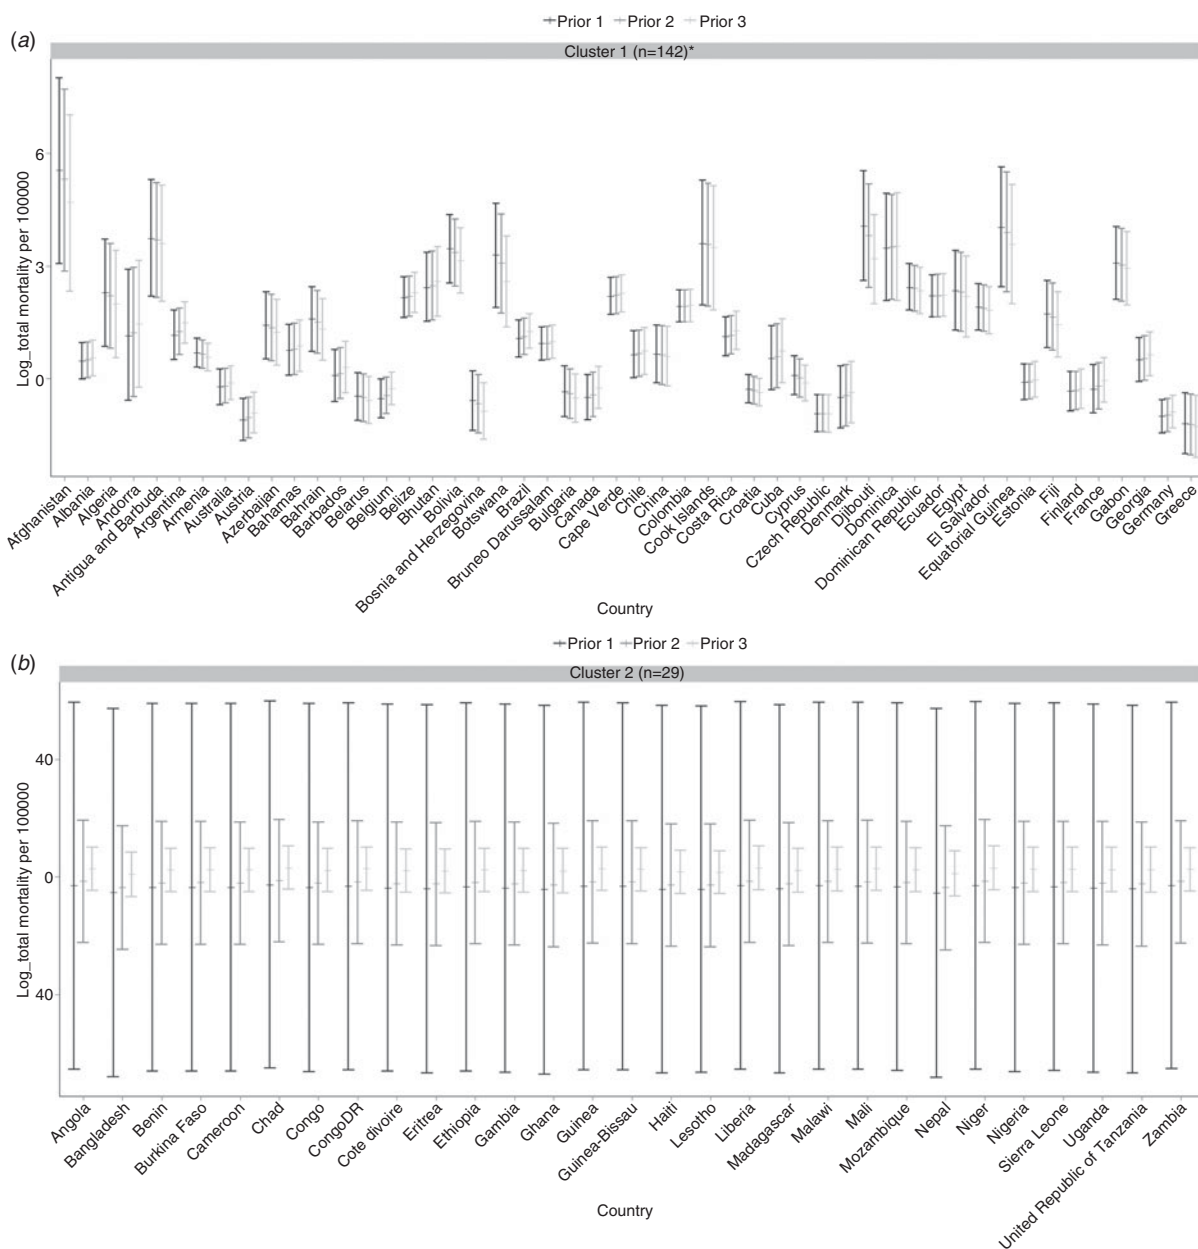 Prior 1 Prior 2 Prior 3
(a)
Cluster 1 (n=142)*
Log_total mortality per 100000
6
3
0
Afghanistan
Albania
Algeria
Andorra
Antigua and Barbuda
Argentina
Armenia
Australia
Austria
Azerbaijan
Bahamas
Bahrain
Barbados
Belarus
Belgium
Belize
Bhutan
Bolivia
Bosnia and Herzegovina
Botswana
Brazil
Bruneo Darussalam
Bulgaria
Canada
Cape Verde
Chile
China
Colombia
Cook Islands
Costa Rica
Croatia
Cuba
Cyprus
Czech Republic
Denmark
Dilbouti
Dominica
Dominican Republic
Ecuador
Egypt
El Salvador
Equatorial Guinea
Estonia
Fiji
Finland
France
Gabon
Georgia
Germany
Greece
Country
Prior 1 Prior 2 Prior 3
(b)
Cluster 2 (n=29)
Log_total mortality per 100000
40
0
40
Angola
Bangladesh
Benin
Burkina Faso
Cameroon
Chad
Congo
CongoDR
Cote divoire
Eritrea
Ethiopia
Gambia
Ghana
Guinea
Guinea-Bissau
Haiti
Lesotho
Liberia
Madagascar
Malawi
Mali
Mozambique
Nepal
Niger
Nigeria
Sierra Leone
Uganda
United Republic of Tanzania
Zambia
Country